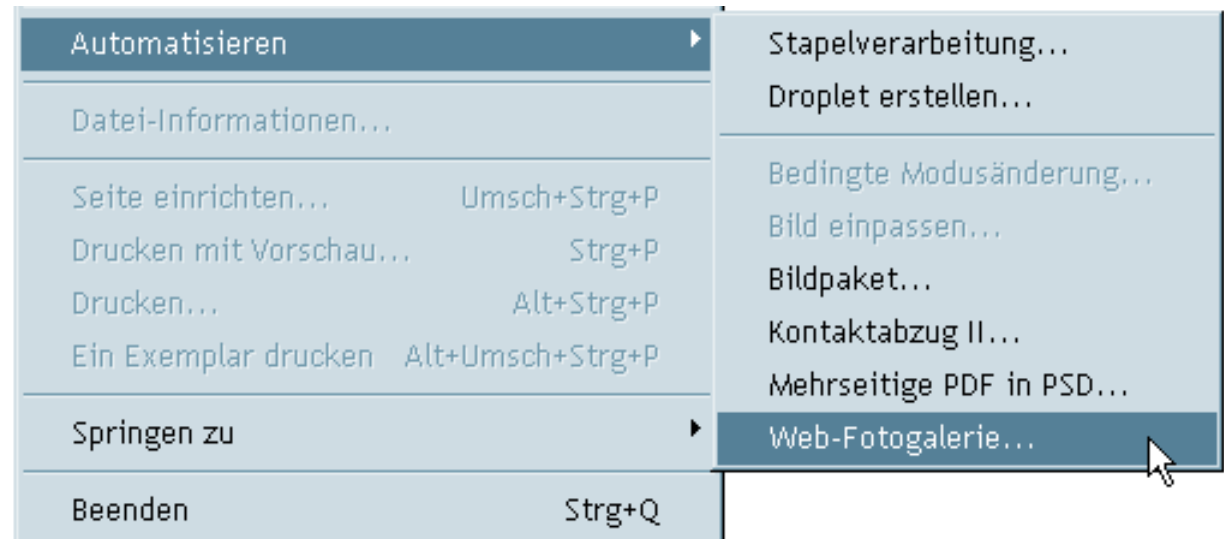 Automatisieren
Datei-Informationen...
Seite einrichten... Umsch+Strg+P
Drucken mit Vorschau... Strg+P
Drucken... Alt+Strg+P
Ein Exemplar drucken Alt+Umsch+Strg+P
Springen zu
Beenden Strg+Q
Stapelverarbeitung...
Droplet erstellen...
Bedingte Modusänderung...
Bild einpassen...
Bildpaket...
Kontaktabzug II...
Mehrseitige PDF in PSD...
Web-Fotogalerie...